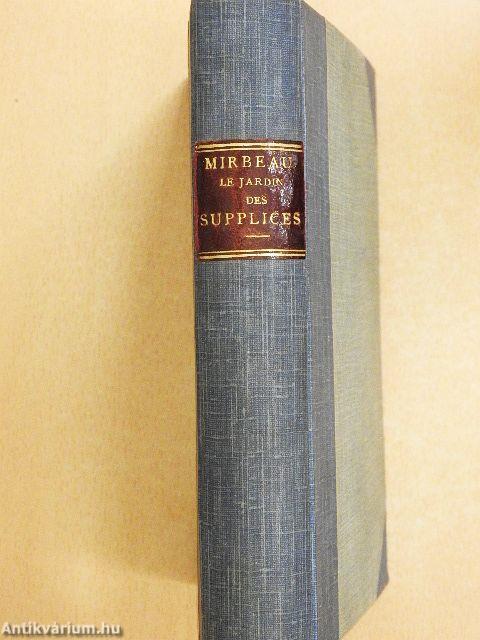 MIRBEAU
LE JARDIN
DES
SUPPLICES
Antikvárium.hu